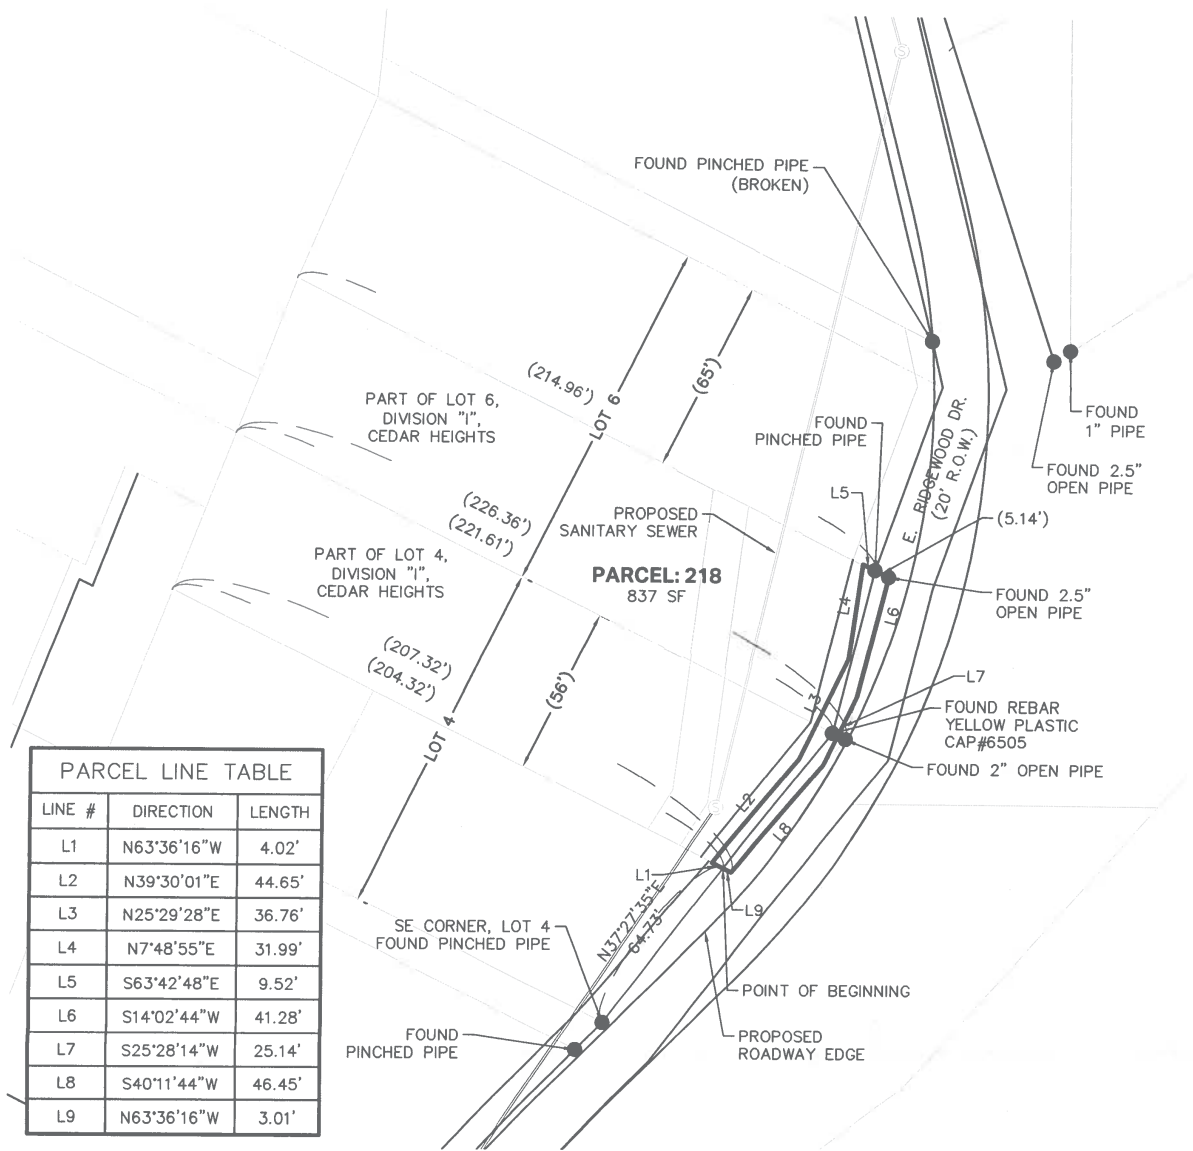 S
FOUND PINCHED PIPE
(BROKEN)
(214.96')
LOT 6
(65')
PART OF LOT 6,
DIVISION "I",
CEDAR HEIGHTS
FOUND
PINCHED PIPE
E. RIDGEWOOD DR.
(20' R.O.W.)
FOUND
1" PIPE
FOUND 2.5"
OPEN PIPE
L5
(5.14')
(226.36')
(221.61')
PROPOSED
SANITARY SEWER
PART OF LOT 4,
DIVISION "I",
CEDAR HEIGHTS
PARCEL: 218
837 SF
L4
L6
FOUND 2.5"
OPEN PIPE
(207.32')
(204.32')
(56')
LOT 4
L3
L7
FOUND REBAR
YELLOW PLASTIC
CAP#6505
FOUND 2" OPEN PIPE
S
L2
L8
L1
L9
N37°27'35"E
64.73'
SE CORNER, LOT 4
FOUND PINCHED PIPE
POINT OF BEGINNING
FOUND
PINCHED PIPE
PROPOSED
ROADWAY EDGE
PARCEL LINE TABLE
LINE # DIRECTION LENGTH
L1 N63°36'16"W 4.02'
L2 N39°30'01"E 44.65'
L3 N25°29'28"E 36.76'
L4 N7°48'55"E 31.99'
L5 S63°42'48"E 9.52'
L6 S14°02'44"W 41.28'
L7 S25°28'14"W 25.14'
L8 S40°11'44"W 46.45'
L9 N63°36'16"W 3.01'